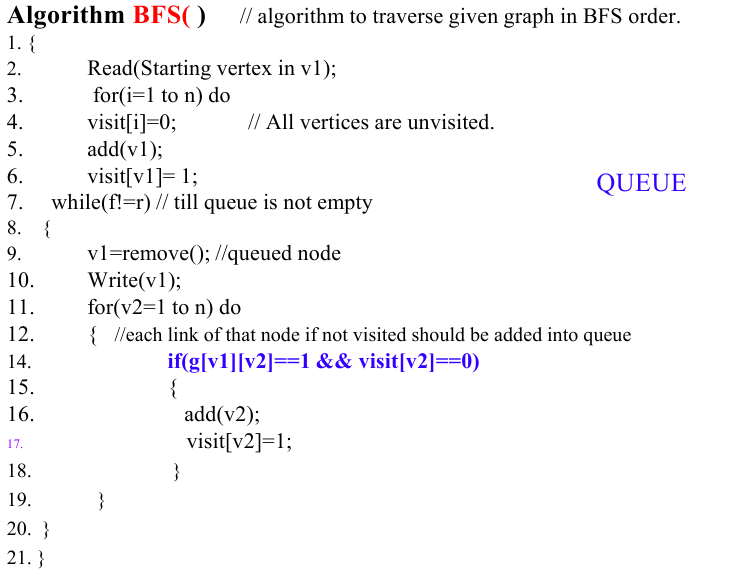 Algorithm BFS( ) // algorithm to traverse given graph in BFS order.
1. {
2. Read(Starting vertex in v1);
3. for(i=1 to n) do
4. visit[i]=0; // All vertices are unvisited.
5. add(v1);
6. visit[v1]= 1;
QUEUE
7. while(f!=r) // till queue is not empty
8. {
9. v1=remove(); //queued node
10. Write(v1);
11. for(v2=1 to n) do
12. { //each link of that node if not visited should be added into queue
14. if(g[v1][v2]==1 && visit[v2]==0)
15. {
16. add(v2);
17. visit[v2]=1;
18. }
19. }
20. }
21. }